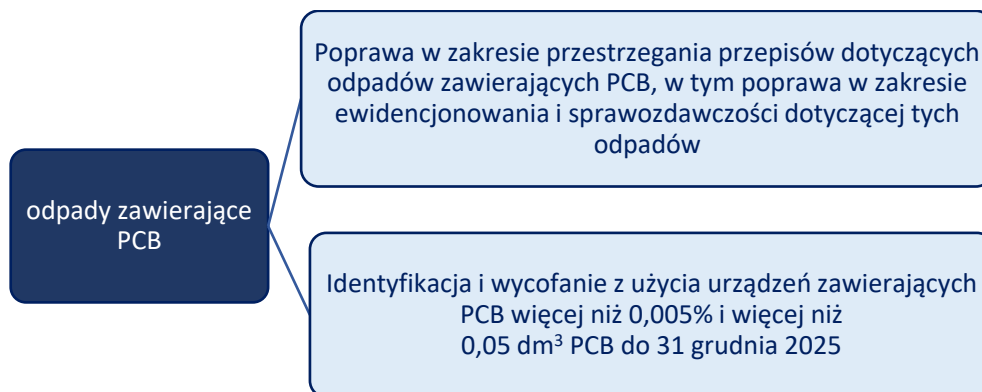 Poprawa w zakresie przestrzegania przepisów dotyczących
odpadów zawierających PCB, w tym poprawa w zakresie
ewidencjonowania i sprawozdawczości dotyczącej tych
odpadów
odpady zawierające
PCB
Identyfikacja i wycofanie z użycia urządzeń zawierających
PCB więcej niż 0,005% i więcej niż
0,05 dm³ PCB do 31 grudnia 2025